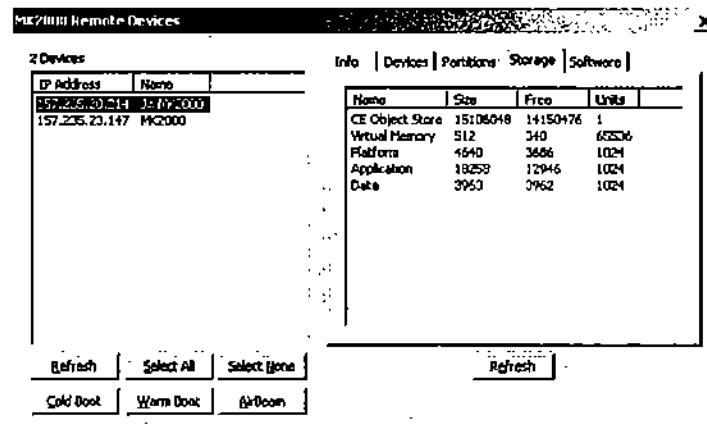 MK2000 Remote Devices
2 Devices
IP Address Name
157.235.20.214
157.235.23.147 MK2000
Refresh Select All Select None
Cold Boot Warm Boot AirBeam
Info Devices Partitions Storage Software
Name Size Free Units
CE Object Store 15106048 14150476 1
Virtual Memory 512 340 65536
Platform 4640 3686 1024
Application 18258 12946 1024
Data 3963 3962 1024
Refresh